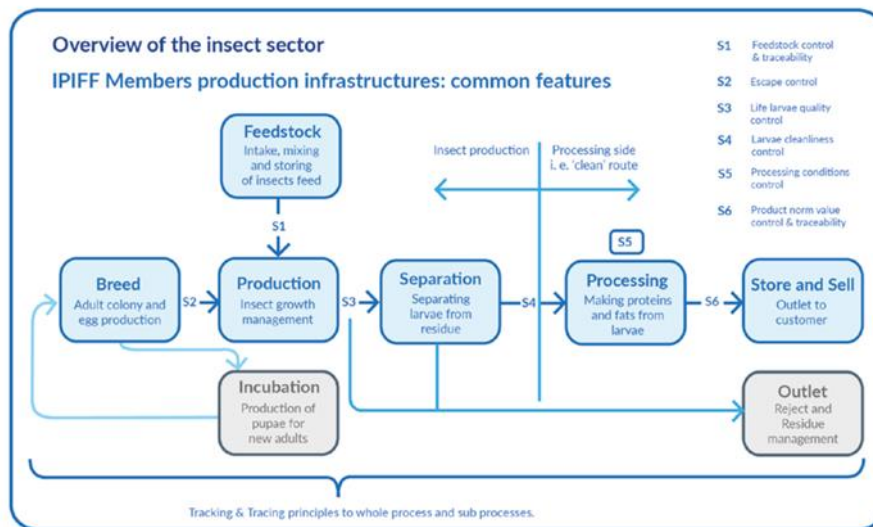 Overview of the insect sector
IPIFF Members production infrastructures: common features
S1 Feedstock control
& traceability
S2 Escape control
S3 Life larvae quality
control
S4 Larvae cleanliness
control
S5 Processing conditions
control
S6 Product norm value
control & traceability
Feedstock
Intake, mixing
and storing
of insects feed
Insect production
Processing side
i. e. 'clean' route
S1
S5
Breed
Adult colony and
egg production
S2
Production
Insect growth
management
S3
Separation
Separating
larvae from
residue
S4
Processing
Making proteins
and fats from
larvae
S6
Store and Sell
Outlet to
customer
Incubation
Production of
pupae for
new adults
Outlet
Reject and
Residue
management
Tracking & Tracing principles to whole process and sub processes.